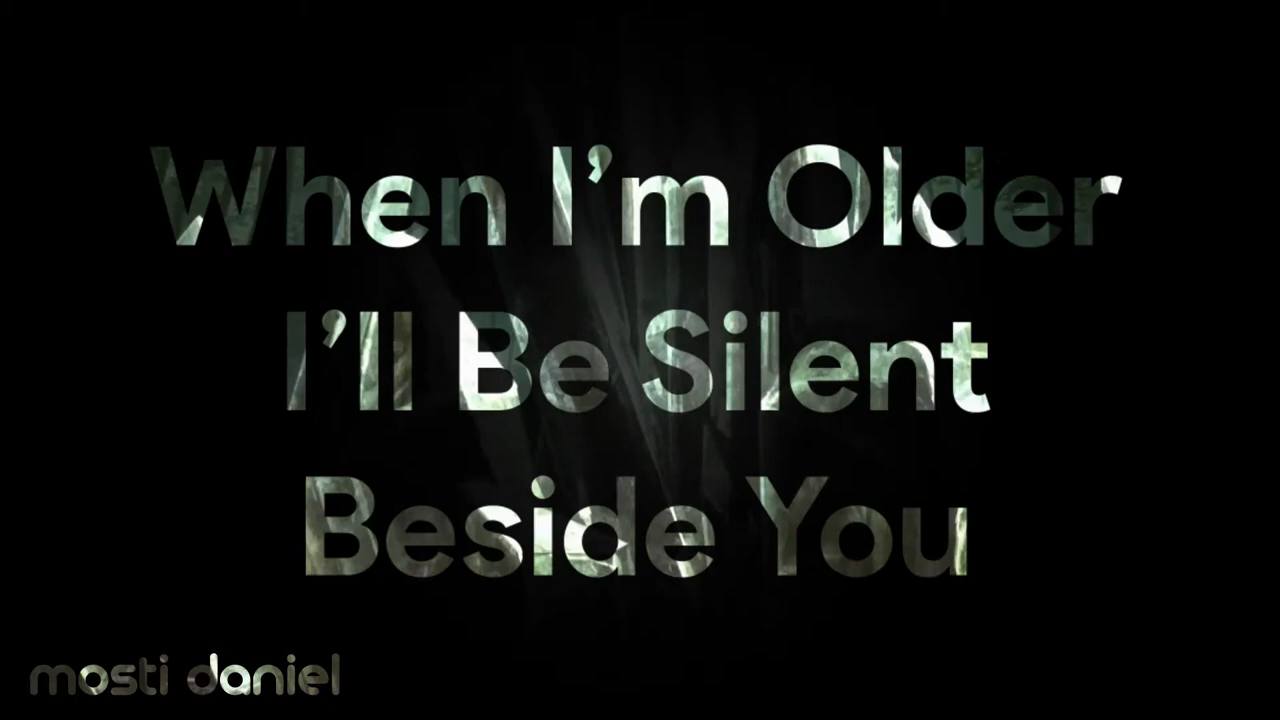 When I’m Older
I’ll Be Silent
Beside You
mosti daniel